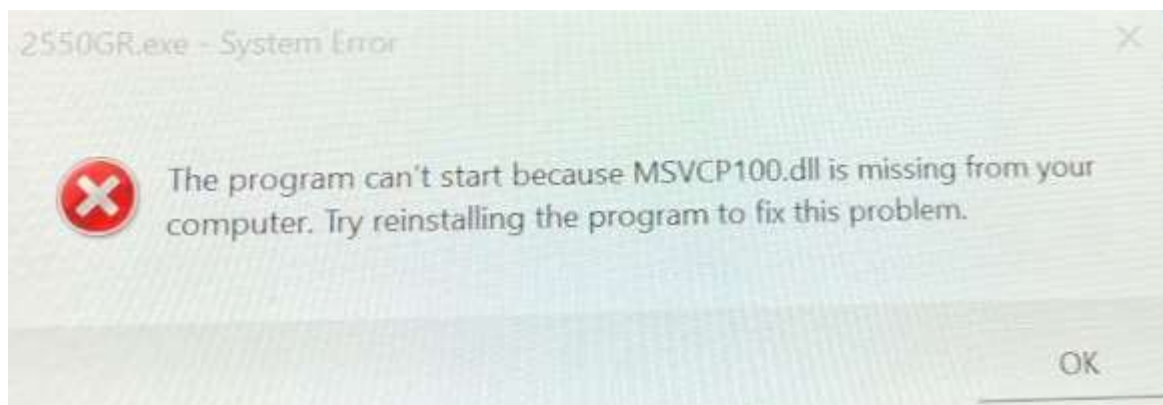 2550GR.exe - System Error
The program can't start because MSVCP100.dll is missing from your
computer. Try reinstalling the program to fix this problem.
OK